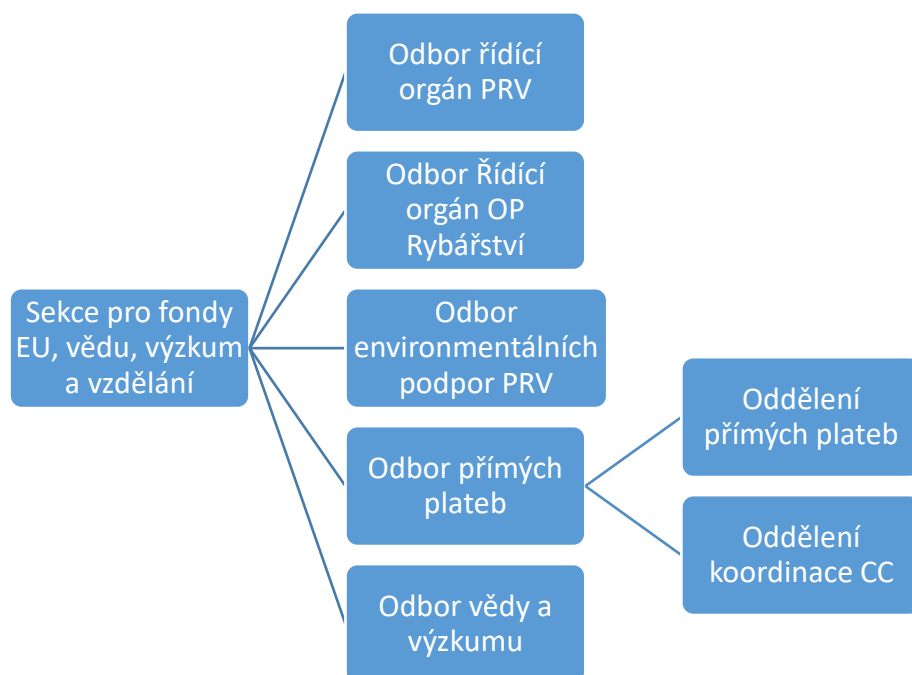 Odbor řídící
orgán PRV
Odbor Řídící
orgán OP
Rybářství
Sekce pro fondy
EU, vědu, výzkum
a vzdělání
Odbor
environmentálních
podpor PRV
Odbor přímých
plateb
Oddělení
přímých plateb
Oddělení
koordinace CC
Odbor vědy a
výzkumu